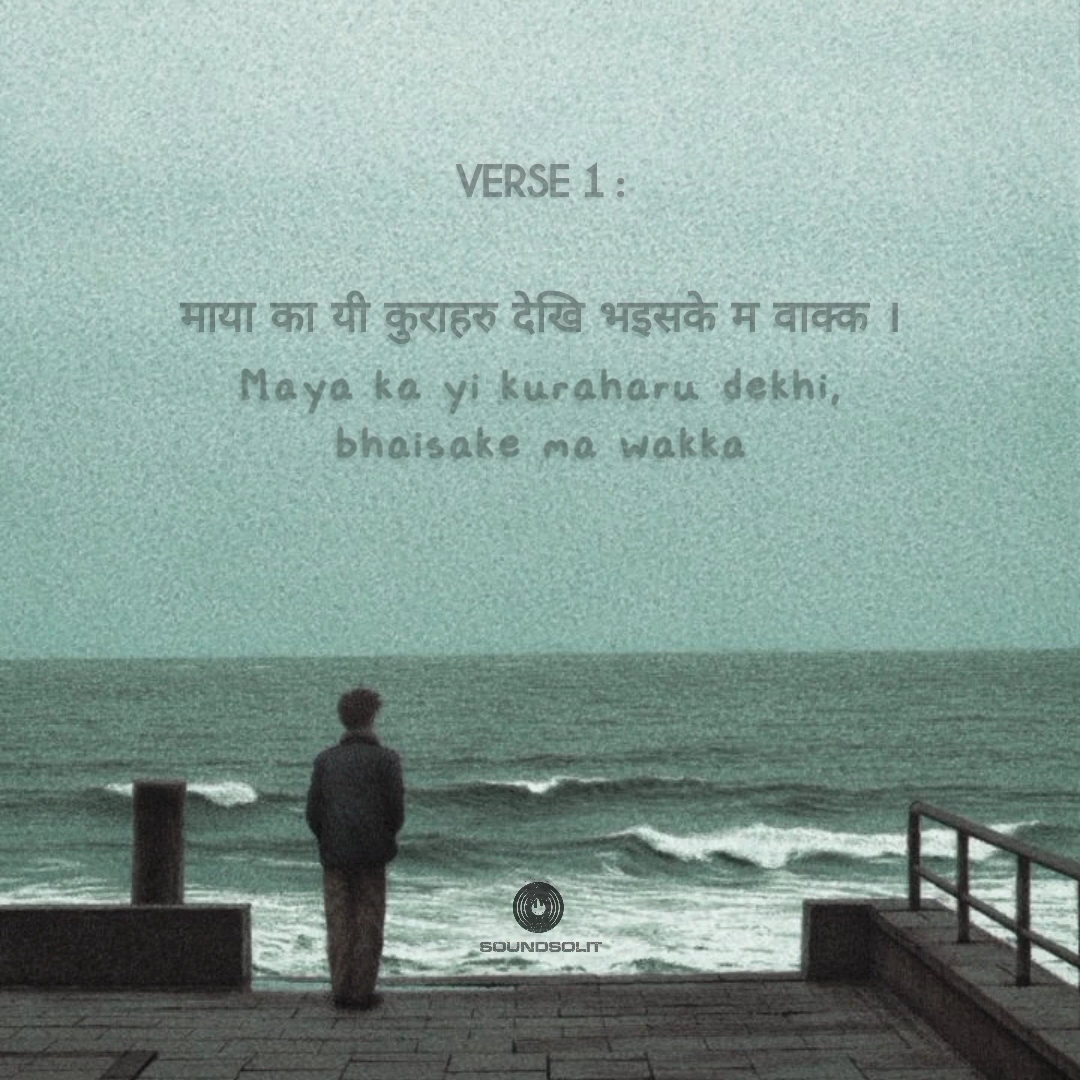 VERSE 1 :
माया का यी कुराहरु देखि भइसके म वाक्क ।
Maya ka yi kuraharu dekhi,
bhaisake ma wakka
SOUNDSOLIT